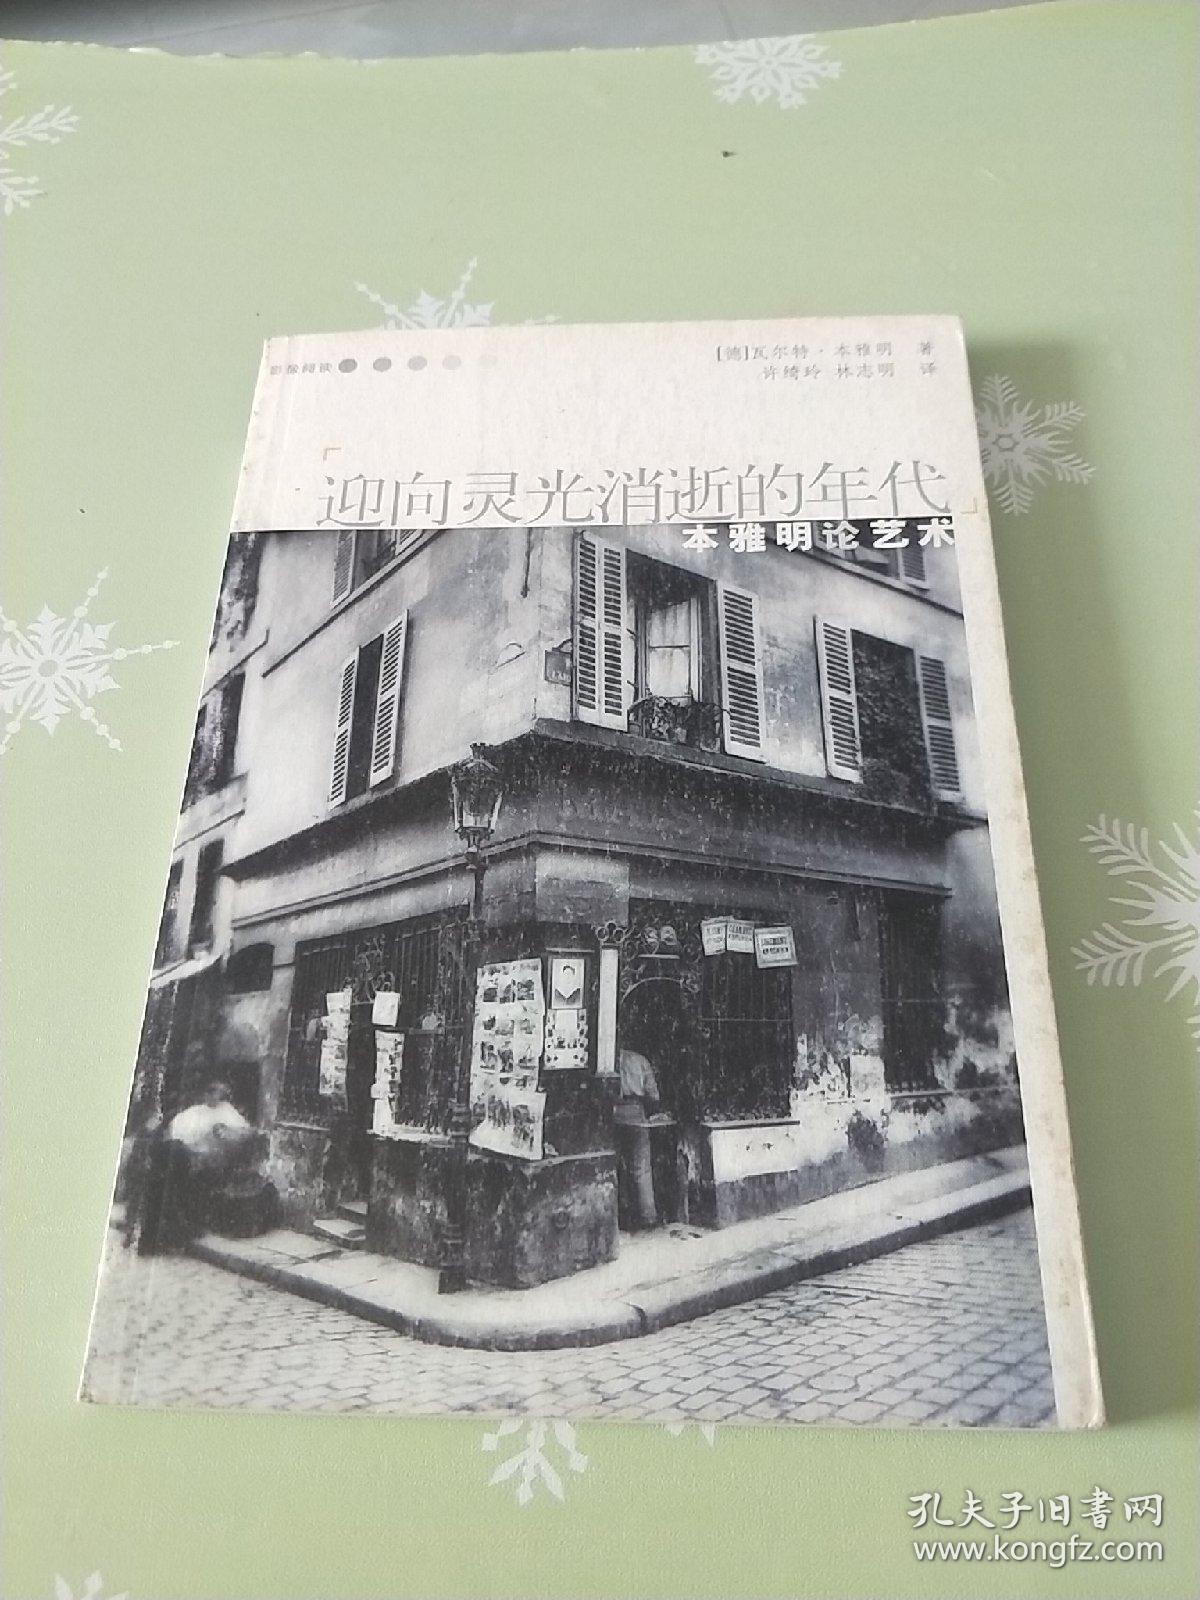 影像阅读
[德]瓦尔特·本雅明 著
许绮玲 林志明 译
迎向灵光消逝的年代
本雅明论艺术
孔夫子旧书网
www.kongfz.com